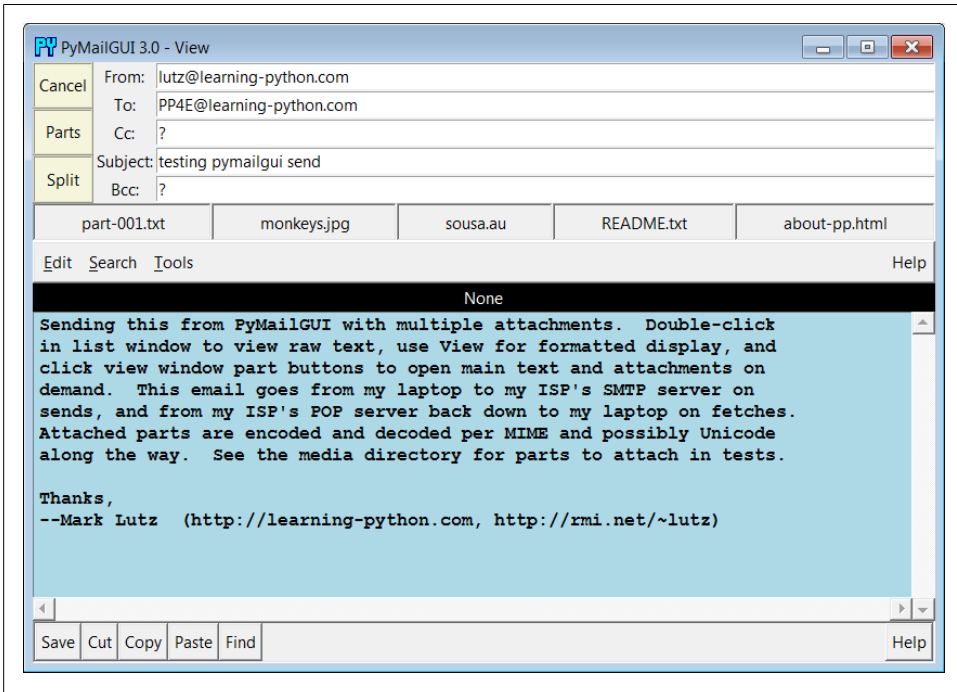 PY PyMailGUI 3.0 - View
Cancel
From: lutz@learning-python.com
To: PP4E@learning-python.com
Parts
Cc: ?
Subject: testing pymailgui send
Split
Bcc: ?
part-001.txt monkeys.jpg sousa.au README.txt about-pp.html
Edit Search Tools Help
None
Sending this from PyMailGUI with multiple attachments.  Double-click
in list window to view raw text, use View for formatted display, and
click view window part buttons to open main text and attachments on
demand.  This email goes from my laptop to my ISP's SMTP server on
sends, and from my ISP's POP server back down to my laptop on fetches.
Attached parts are encoded and decoded per MIME and possibly Unicode
along the way.  See the media directory for parts to attach in tests.
Thanks,
--Mark Lutz  (http://learning-python.com, http://rmi.net/~lutz)
Save Cut Copy Paste Find Help